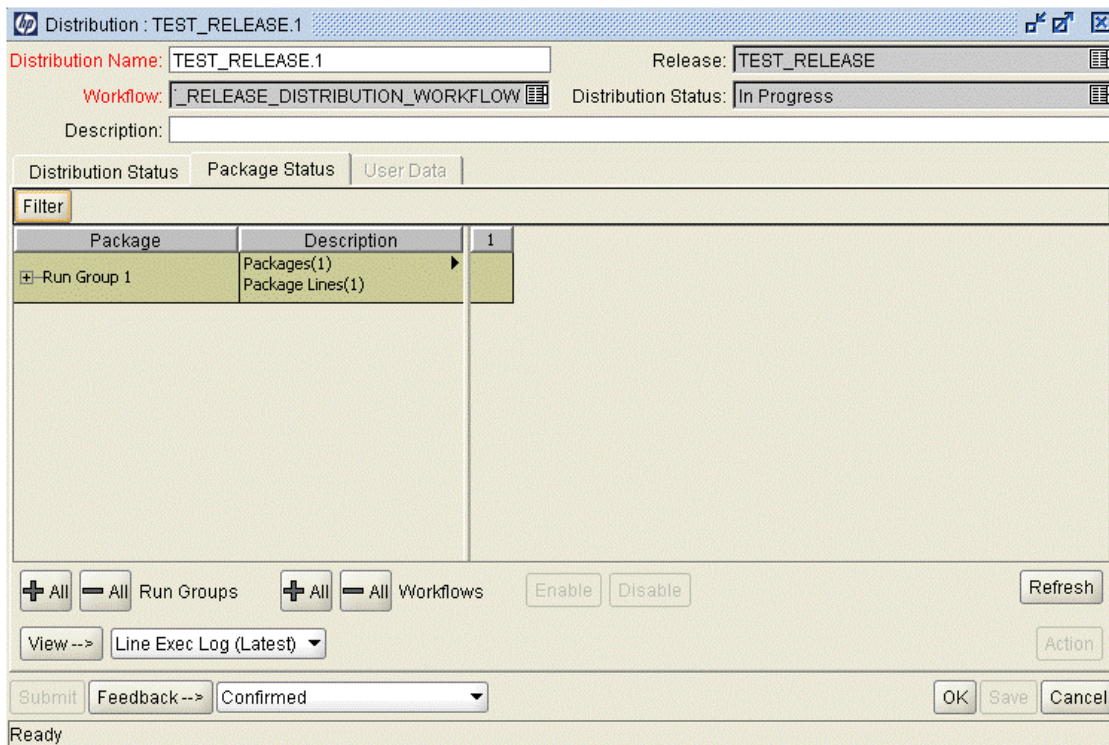 hp Distribution : TEST_RELEASE.1
Distribution Name: TEST_RELEASE.1 Release: TEST_RELEASE
Workflow: _RELEASE_DISTRIBUTION_WORKFLOW Distribution Status: In Progress
Description:
Distribution Status Package Status User Data
Filter
Package Description 1
Run Group 1 Packages(1)
Package Lines(1)
All All Run Groups All All Workflows Enable Disable Refresh
View --> Line Exec Log (Latest) Action
Submit Feedback --> Confirmed OK Save Cancel
Ready